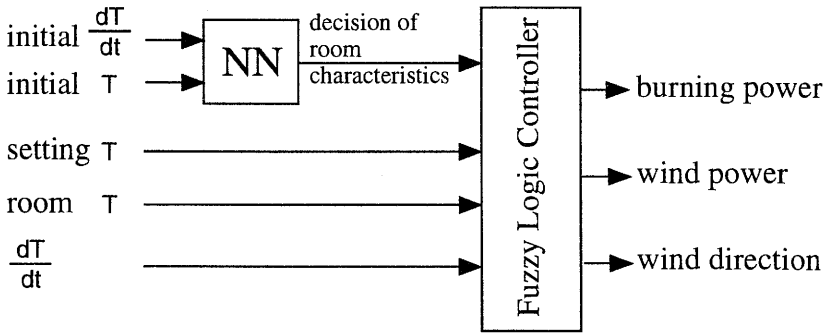 initial dT/dt
initial T
NN
decision of
room
characteristics
setting T
room T
dT/dt
Fuzzy Logic Controller
burning power
wind power
wind direction